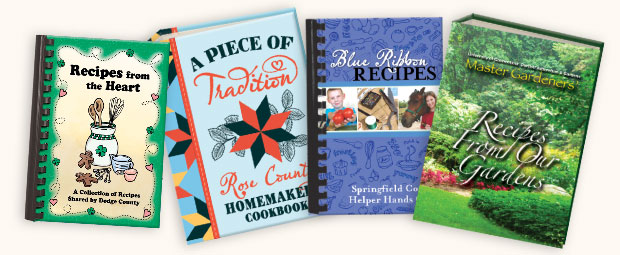 Recipes from
the Heart
A Collection of Recipes
Shared by Dodge County
A PIECE OF
Tradition
Rose Count
HOMEMAKER
COOKBOOK
Blue Ribbon
RECIPES
Springfield Co
Helper Hands
Master Gardeners
Recipes
From Our
Gardens